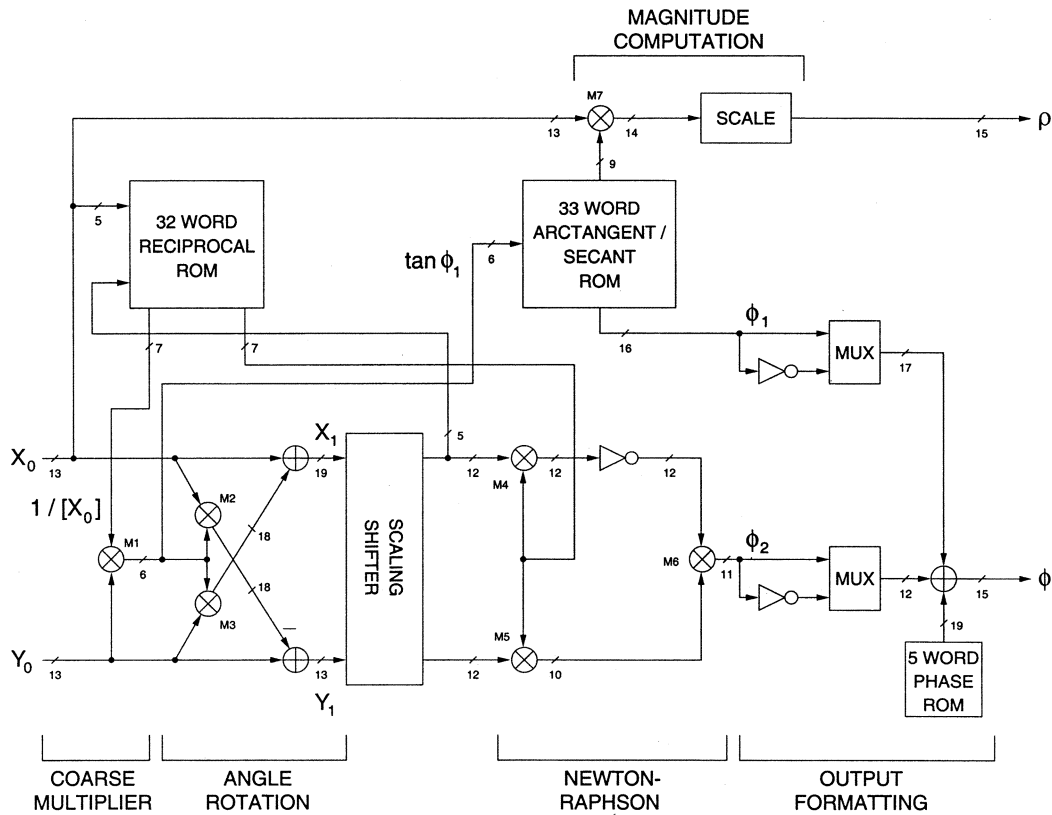 MAGNITUDE
COMPUTATION
M7
13
14
SCALE
15
ρ
9
5
32 WORD
RECIPROCAL
ROM
tan ϕ1
6
33 WORD
ARCTANGENT /
SECANT
ROM
7
7
16
ϕ1
MUX
17
X0
13
X1
19
5
12
M4
12
12
1 / [X0]
M2
18
M1
6
18
M3
SCALING
SHIFTER
M6
11
ϕ2
MUX
12
15
ϕ
19
Y0
13
−
13
Y1
12
M5
10
5 WORD
PHASE
ROM
COARSE
MULTIPLIER
ANGLE
ROTATION
NEWTON-
RAPHSON
OUTPUT
FORMATTING